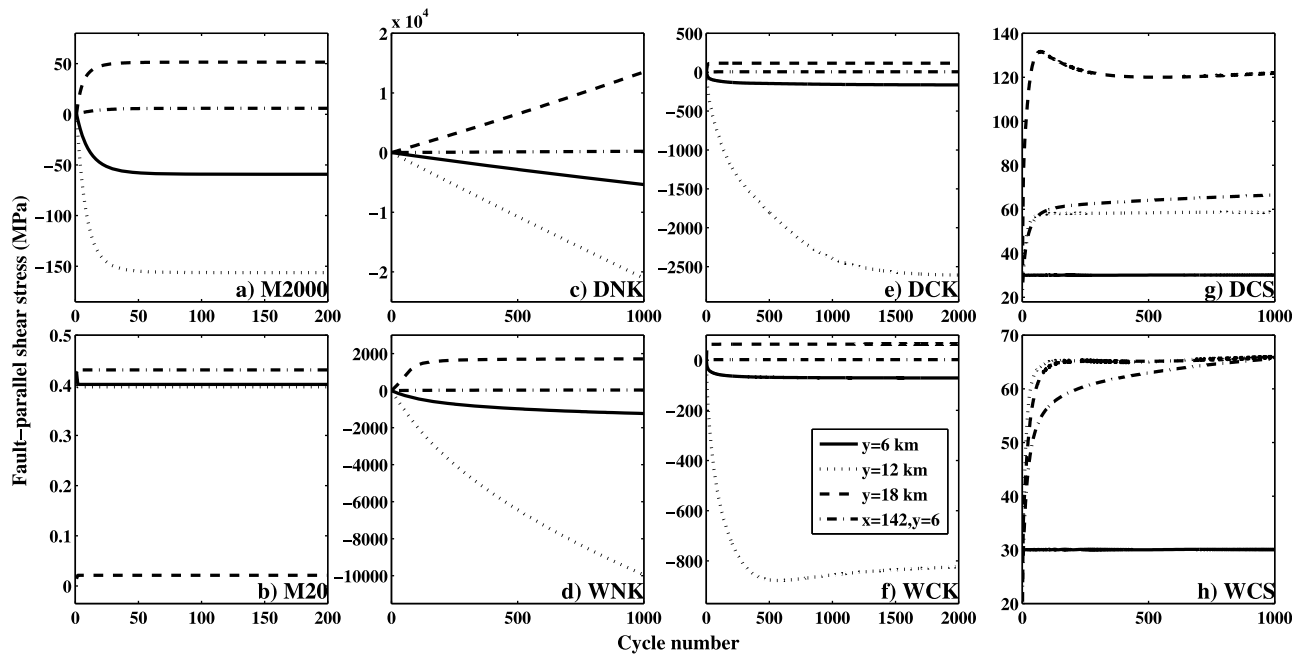 Fault-parallel shear stress (MPa)
50
0
−50
−100
−150
0 50 100 150 200
a) M2000
x 10^4
2
1
0
−1
−2
0 500 1000
c) DNK
500
0
−500
−1000
−1500
−2000
−2500
0 500 1000 1500 2000
e) DCK
140
120
100
80
60
40
20
0 500 1000
g) DCS
0.5
0.4
0.3
0.2
0.1
0
0 50 100 150 200
b) M20
2000
0
−2000
−4000
−6000
−8000
−10000
0 500 1000
d) WNK
0
−200
−400
−600
−800
0 500 1000 1500 2000
f) WCK
y=6 km
y=12 km
y=18 km
x=142,y=6
70
60
50
40
30
20
0 500 1000
h) WCS
Cycle number